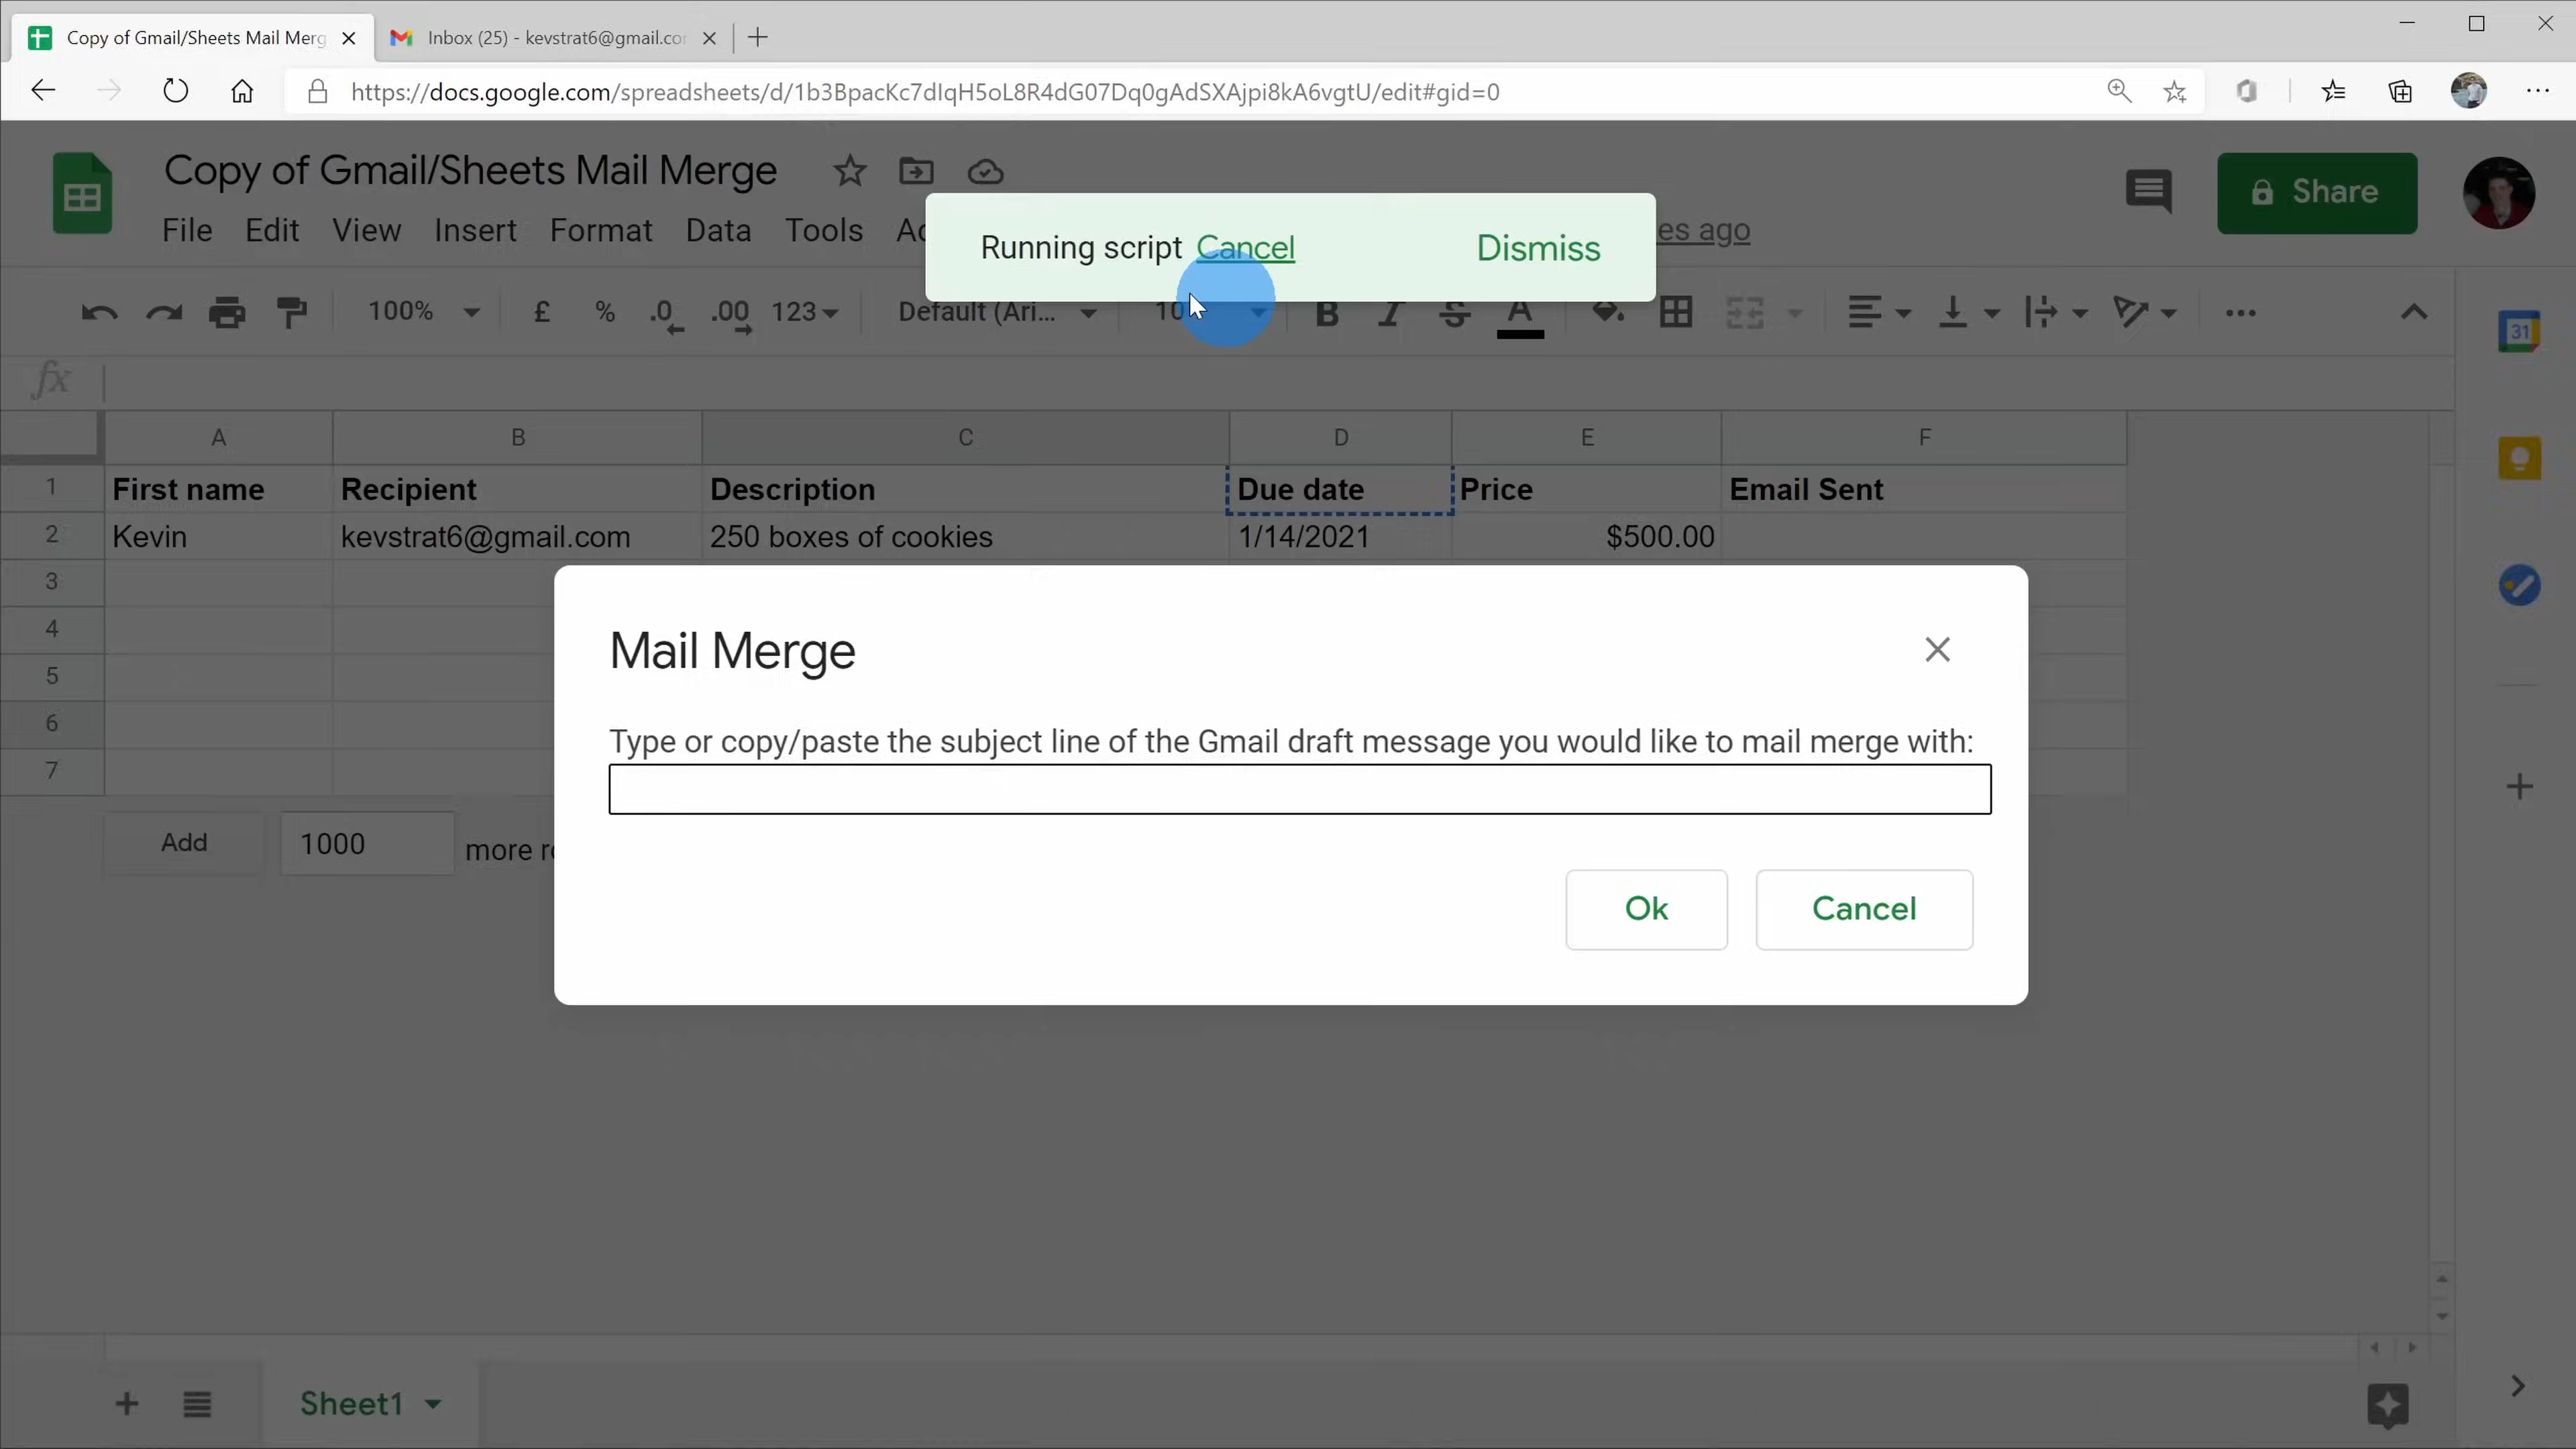 Copy of Gmail/Sheets Mail Merg
Inbox (25) - kevstrat6@gmail.co
https://docs.google.com/spreadsheets/d/1b3BpacKc7dIqH5oL8R4dG07Dq0gAdSXAjpi8kA6vgtU/edit#gid=0
Copy of Gmail/Sheets Mail Merge
Share
File Edit View Insert Format Data Tools Ac
es ago
Running script Cancel Dismiss
100% £ % .0 .00 123 Default (Ari... 10 B I S A
31
fx
A B C D E F
1 First name Recipient Description Due date Price Email Sent
2 Kevin kevstrat6@gmail.com 250 boxes of cookies 1/14/2021 $500.00
3
4
5
6
7
Mail Merge
Type or copy/paste the subject line of the Gmail draft message you would like to mail merge with:
Ok Cancel
Add 1000 more ro
Sheet1